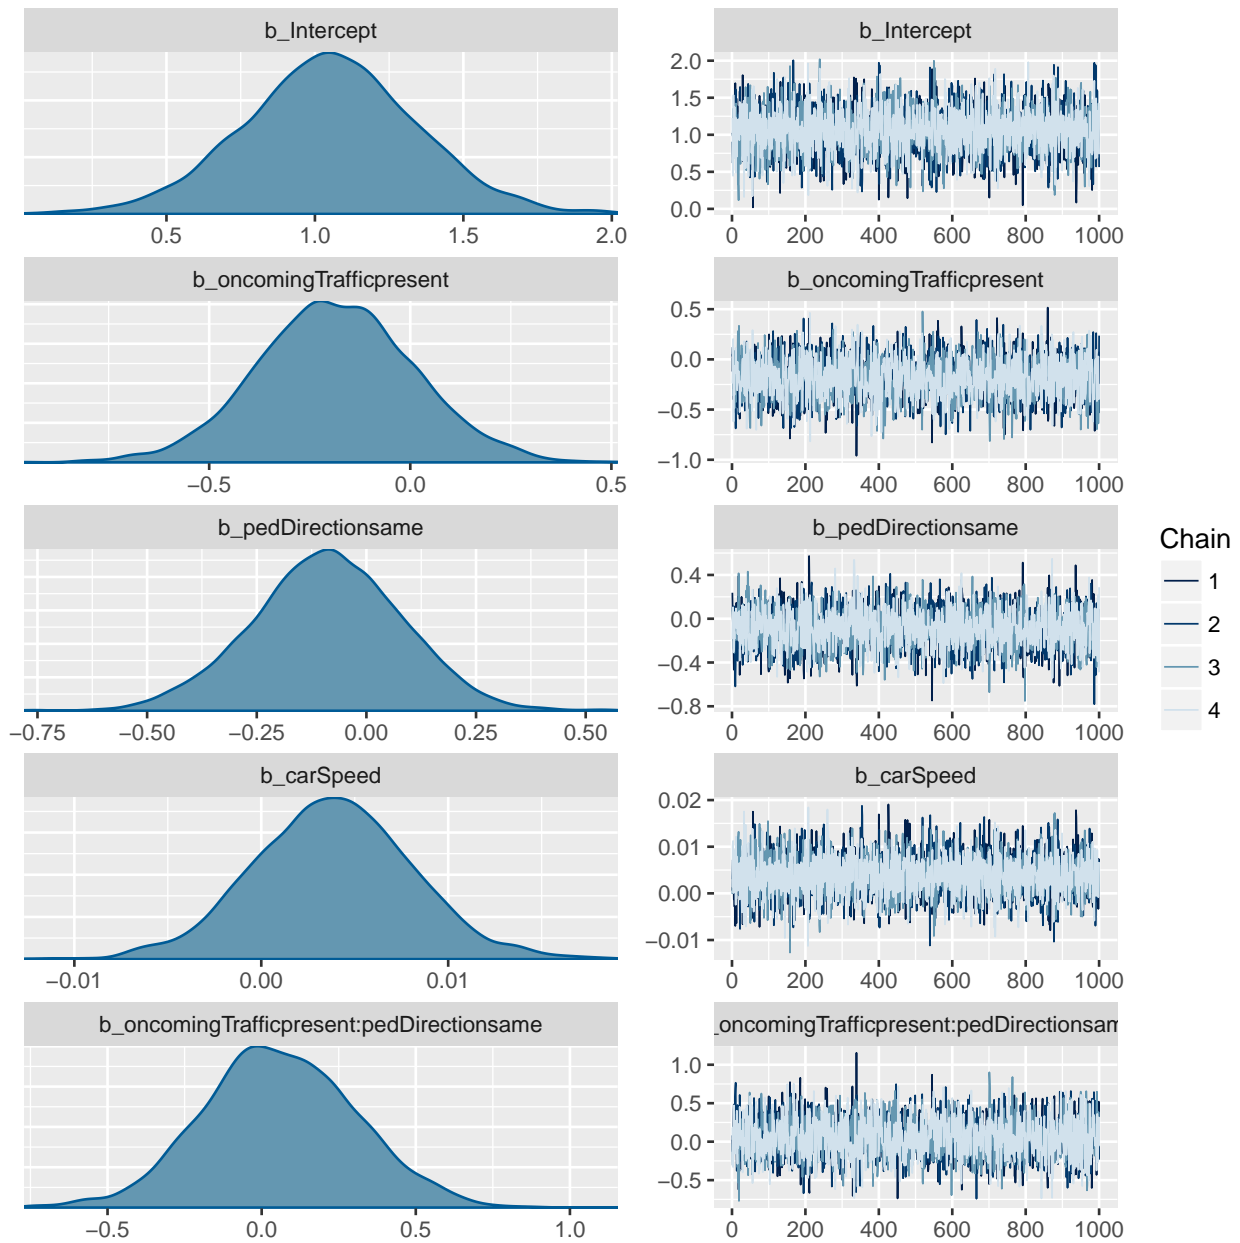 b_Intercept
b_Intercept
0.5 1.0 1.5 2.0
2.0
1.5
1.0
0.5
0.0
0 200 400 600 800 1000
b_oncomingTrafficpresent
b_oncomingTrafficpresent
−0.5 0.0 0.5
0.5
0.0
−0.5
−1.0
0 200 400 600 800 1000
b_pedDirectionsame
b_pedDirectionsame
−0.75 −0.50 −0.25 0.00 0.25 0.50
0.4
0.0
−0.4
−0.8
0 200 400 600 800 1000
b_carSpeed
b_carSpeed
−0.01 0.00 0.01
0.02
0.01
0.00
−0.01
0 200 400 600 800 1000
b_oncomingTrafficpresent:pedDirectionsame
_oncomingTrafficpresent:pedDirectionsam
−0.5 0.0 0.5 1.0
1.0
0.5
0.0
−0.5
0 200 400 600 800 1000
Chain
1
2
3
4